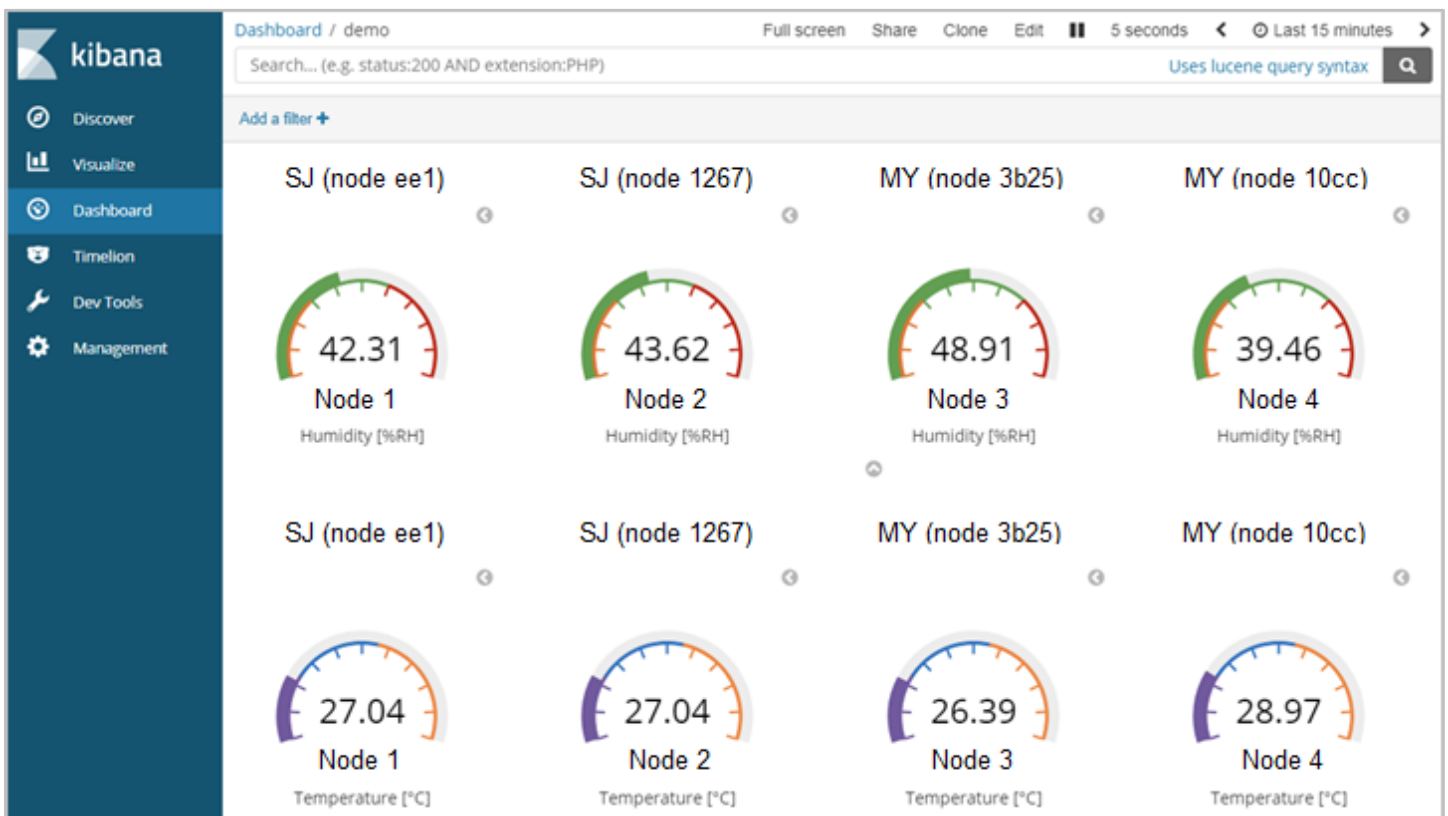 kibana
Discover
Visualize
Dashboard
Timelion
Dev Tools
Management
Dashboard / demo Full screen Share Clone Edit 5 seconds Last 15 minutes
Search... (e.g. status:200 AND extension:PHP) Uses lucene query syntax
Add a filter +
SJ (node ee1) SJ (node 1267) MY (node 3b25) MY (node 10cc)
42.31 43.62 48.91 39.46
Node 1 Node 2 Node 3 Node 4
Humidity [%RH] Humidity [%RH] Humidity [%RH] Humidity [%RH]
SJ (node ee1) SJ (node 1267) MY (node 3b25) MY (node 10cc)
27.04 27.04 26.39 28.97
Node 1 Node 2 Node 3 Node 4
Temperature [°C] Temperature [°C] Temperature [°C] Temperature [°C]